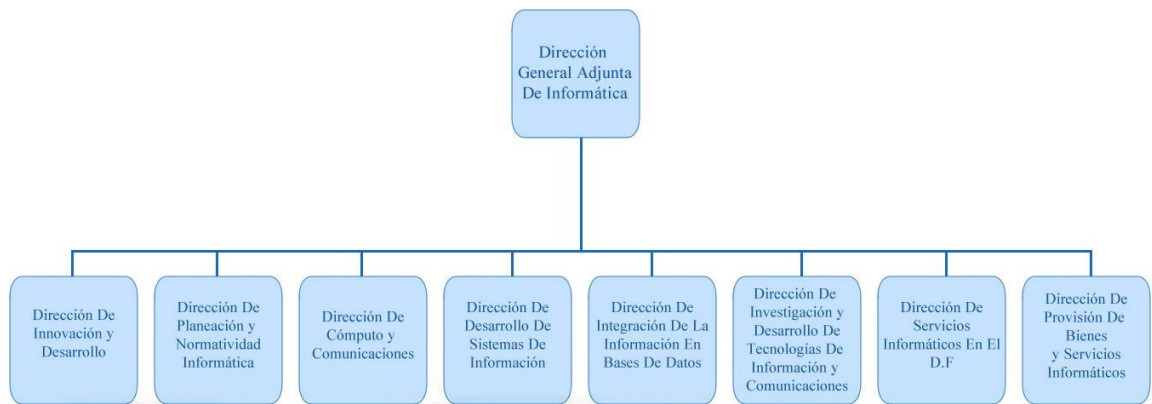 Dirección
General Adjunta
De Informática
Dirección De
Innovación y
Desarrollo
Dirección De
Planeación y
Normatividad
Informática
Dirección De
Cómputo y
Comunicaciones
Dirección De
Desarrollo De
Sistemas De
Información
Dirección De
Integración De La
Información En
Bases De Datos
Dirección De
Investigación y
Desarrollo De
Tecnologías De
Información y
Comunicaciones
Dirección De
Servicios
Informáticos En El
D.F
Dirección De
Provisión De
Bienes
y Servicios
Informáticos